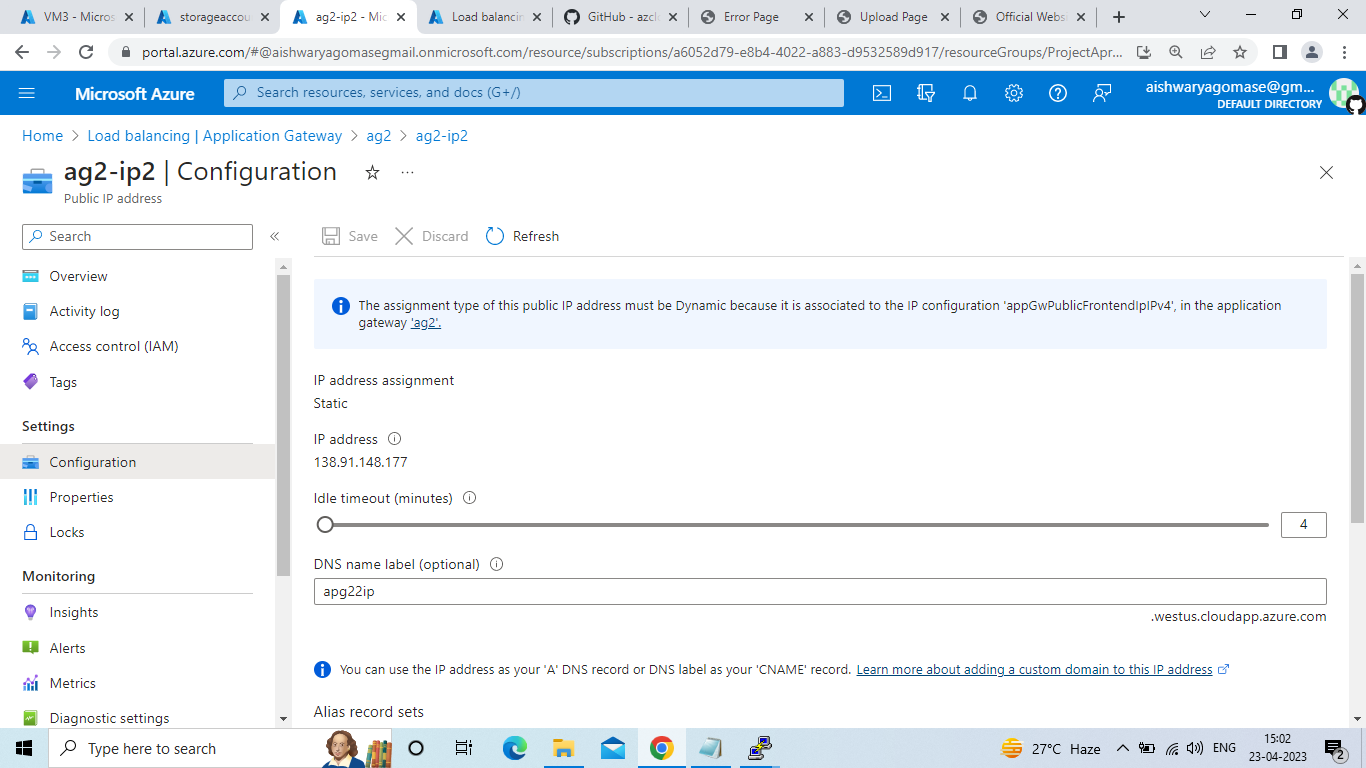 VM3 - Micros
storageaccou
ag2-ip2 - Mic
Load balancin
GitHub - azcl
Error Page
Upload Page
Official Webs
portal.azure.com/#@aishwaryagomasegmail.onmicrosoft.com/resource/subscriptions/a6052d79-e8b4-4022-a883-d9532589d917/resourceGroups/ProjectApr...
Microsoft Azure
Search resources, services, and docs (G+/)
aishwaryagomase@gm...
DEFAULT DIRECTORY
Home > Load balancing | Application Gateway > ag2 > ag2-ip2
ag2-ip2 | Configuration
Public IP address
Search
Save
Discard
Refresh
Overview
Activity log
Access control (IAM)
Tags
Settings
Configuration
Properties
Locks
Monitoring
Insights
Alerts
Metrics
Diagnostic settings
The assignment type of this public IP address must be Dynamic because it is associated to the IP configuration 'appGwPublicFrontendIpIPv4', in the application
gateway 'ag2'.
IP address assignment
Static
IP address
138.91.148.177
Idle timeout (minutes)
4
DNS name label (optional)
apg22ip
.westus.cloudapp.azure.com
You can use the IP address as your 'A' DNS record or DNS label as your 'CNAME' record. Learn more about adding a custom domain to this IP address
Alias record sets
Type here to search
27°C Haze
ENG
15:02
23-04-2023
2